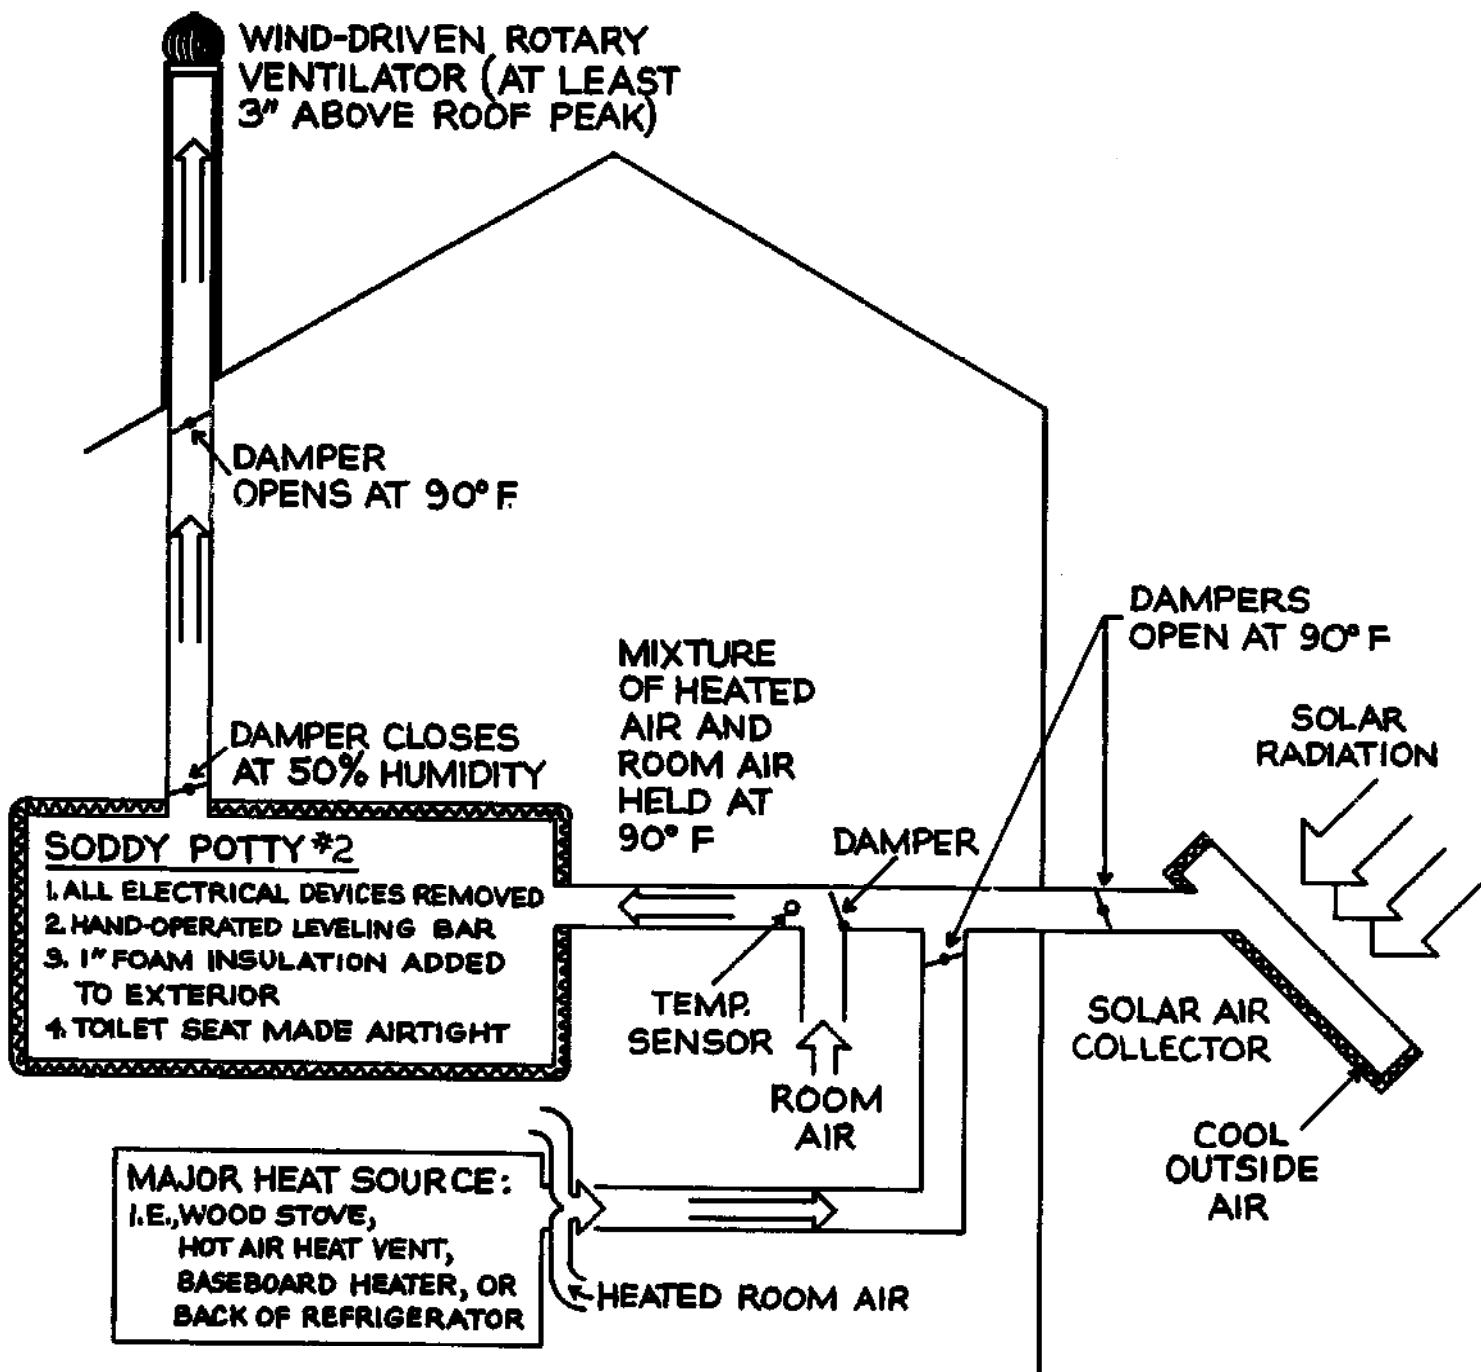 WIND-DRIVEN ROTARY
VENTILATOR (AT LEAST
3" ABOVE ROOF PEAK)
DAMPER
OPENS AT 90° F
DAMPERS
OPEN AT 90° F
MIXTURE
OF HEATED
AIR AND
ROOM AIR
HELD AT
90° F
SOLAR
RADIATION
DAMPER CLOSES
AT 50% HUMIDITY
DAMPER
SODDY POTTY #2
1. ALL ELECTRICAL DEVICES REMOVED
2. HAND-OPERATED LEVELING BAR
3. 1" FOAM INSULATION ADDED
TO EXTERIOR
4. TOILET SEAT MADE AIRTIGHT
TEMP.
SENSOR
ROOM
AIR
SOLAR AIR
COLLECTOR
COOL
OUTSIDE
AIR
MAJOR HEAT SOURCE:
I.E., WOOD STOVE,
HOT AIR HEAT VENT,
BASEBOARD HEATER, OR
BACK OF REFRIGERATOR
HEATED ROOM AIR